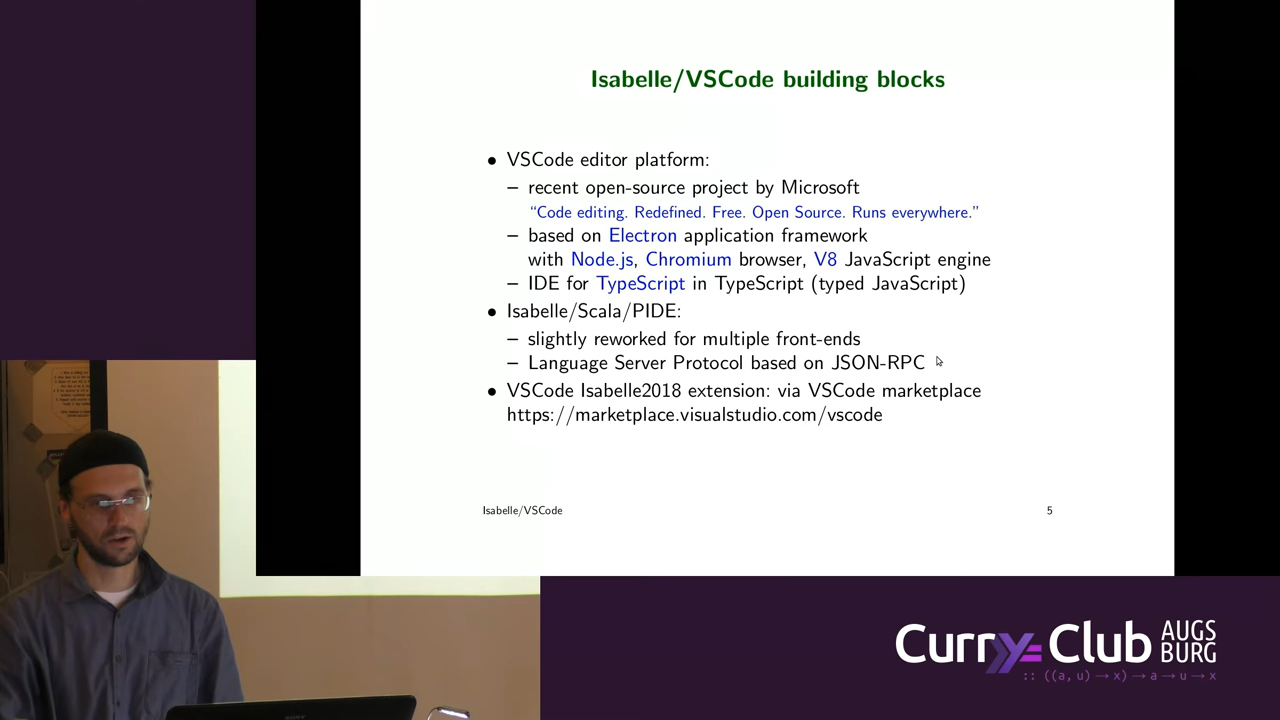 Isabelle/VSCode building blocks
• VSCode editor platform:
– recent open-source project by Microsoft
“Code editing. Redefined. Free. Open Source. Runs everywhere.”
– based on Electron application framework
with Node.js, Chromium browser, V8 JavaScript engine
– IDE for TypeScript in TypeScript (typed JavaScript)
• Isabelle/Scala/PIDE:
– slightly reworked for multiple front-ends
– Language Server Protocol based on JSON-RPC
• VSCode Isabelle2018 extension: via VSCode marketplace
https://marketplace.visualstudio.com/vscode
Isabelle/VSCode 5
Curry Club AUGS
BURG
:: ((a, u) → x) → a → u → x
SONY